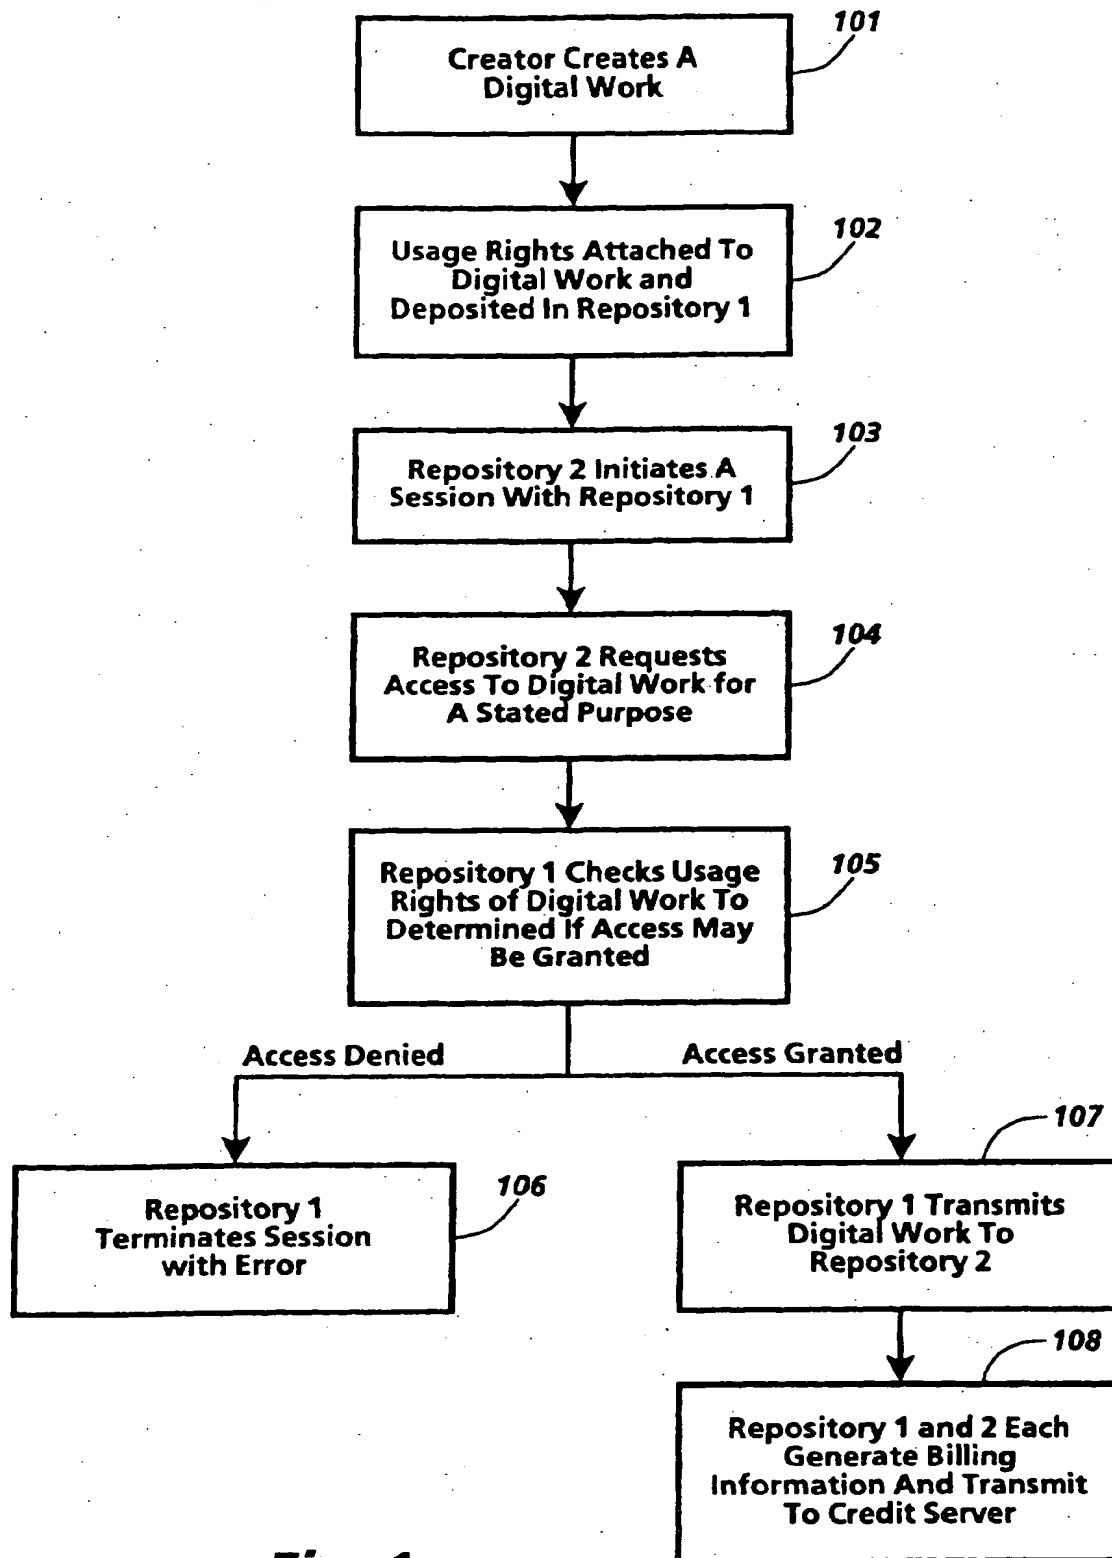 101
Creator Creates A
Digital Work
102
Usage Rights Attached To
Digital Work and
Deposited In Repository 1
103
Repository 2 Initiates A
Session With Repository 1
104
Repository 2 Requests
Access To Digital Work for
A Stated Purpose
105
Repository 1 Checks Usage
Rights of Digital Work To
Determined If Access May
Be Granted
Access Denied
Access Granted
107
106
Repository 1
Terminates Session
with Error
Repository 1 Transmits
Digital Work To
Repository 2
108
Repository 1 and 2 Each
Generate Billing
Information And Transmit
To Credit Server